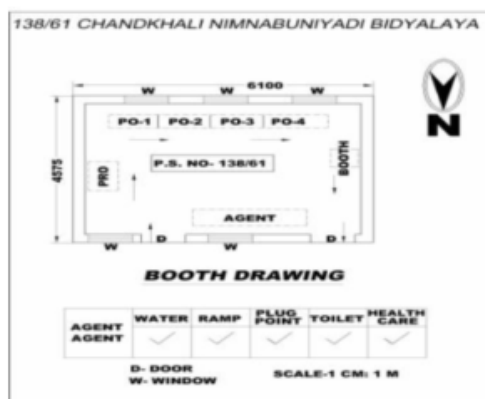 138/61 CHANDKHALI NIMNABUNIYADI BIDYALAYA
6100
W W W
PO-1 PO-2 PO-3 PO-4
N
4575
P.S. NO- 138/61
BOOTH
PRO
AGENT
W D W D
BOOTH DRAWING
AGENT WATER RAMP PLUG POINT TOILET HEALTH CARE
AGENT
D- DOOR
W- WINDOW
SCALE-1 CM: 1 M